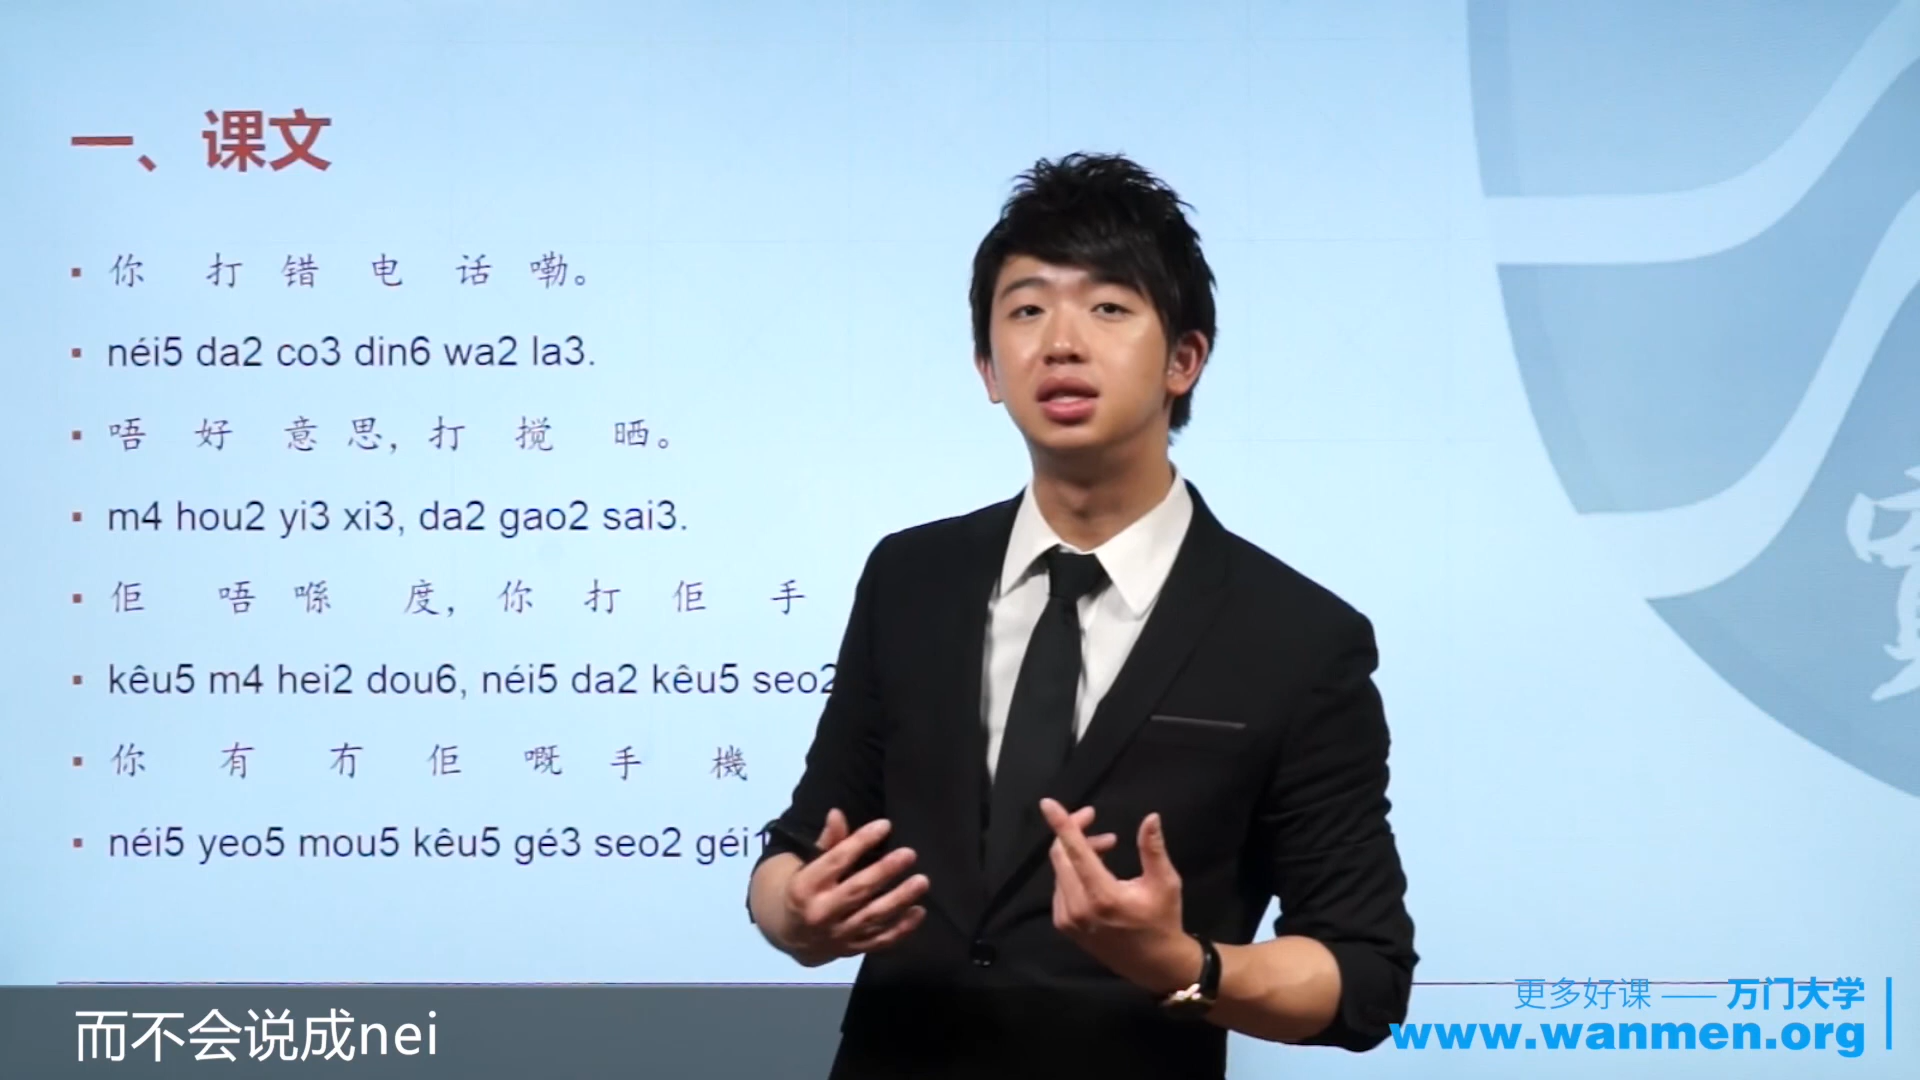 一、课文
你 打 错 电 话 嘞。
néi5 da2 co3 din6 wa2 la3.
唔 好 意 思，打 搅 晒。
m4 hou2 yi3 xi3, da2 gao2 sai3.
佢 唔 喺 度，你 打 佢 手
kêu5 m4 hei2 dou6, néi5 da2 kêu5 seo2
你 有 冇 佢 嘅 手 機
néi5 yeo5 mou5 kêu5 gé3 seo2 géi1
而不会说成nei
更多好课 —— 万门大学
www.wanmen.org